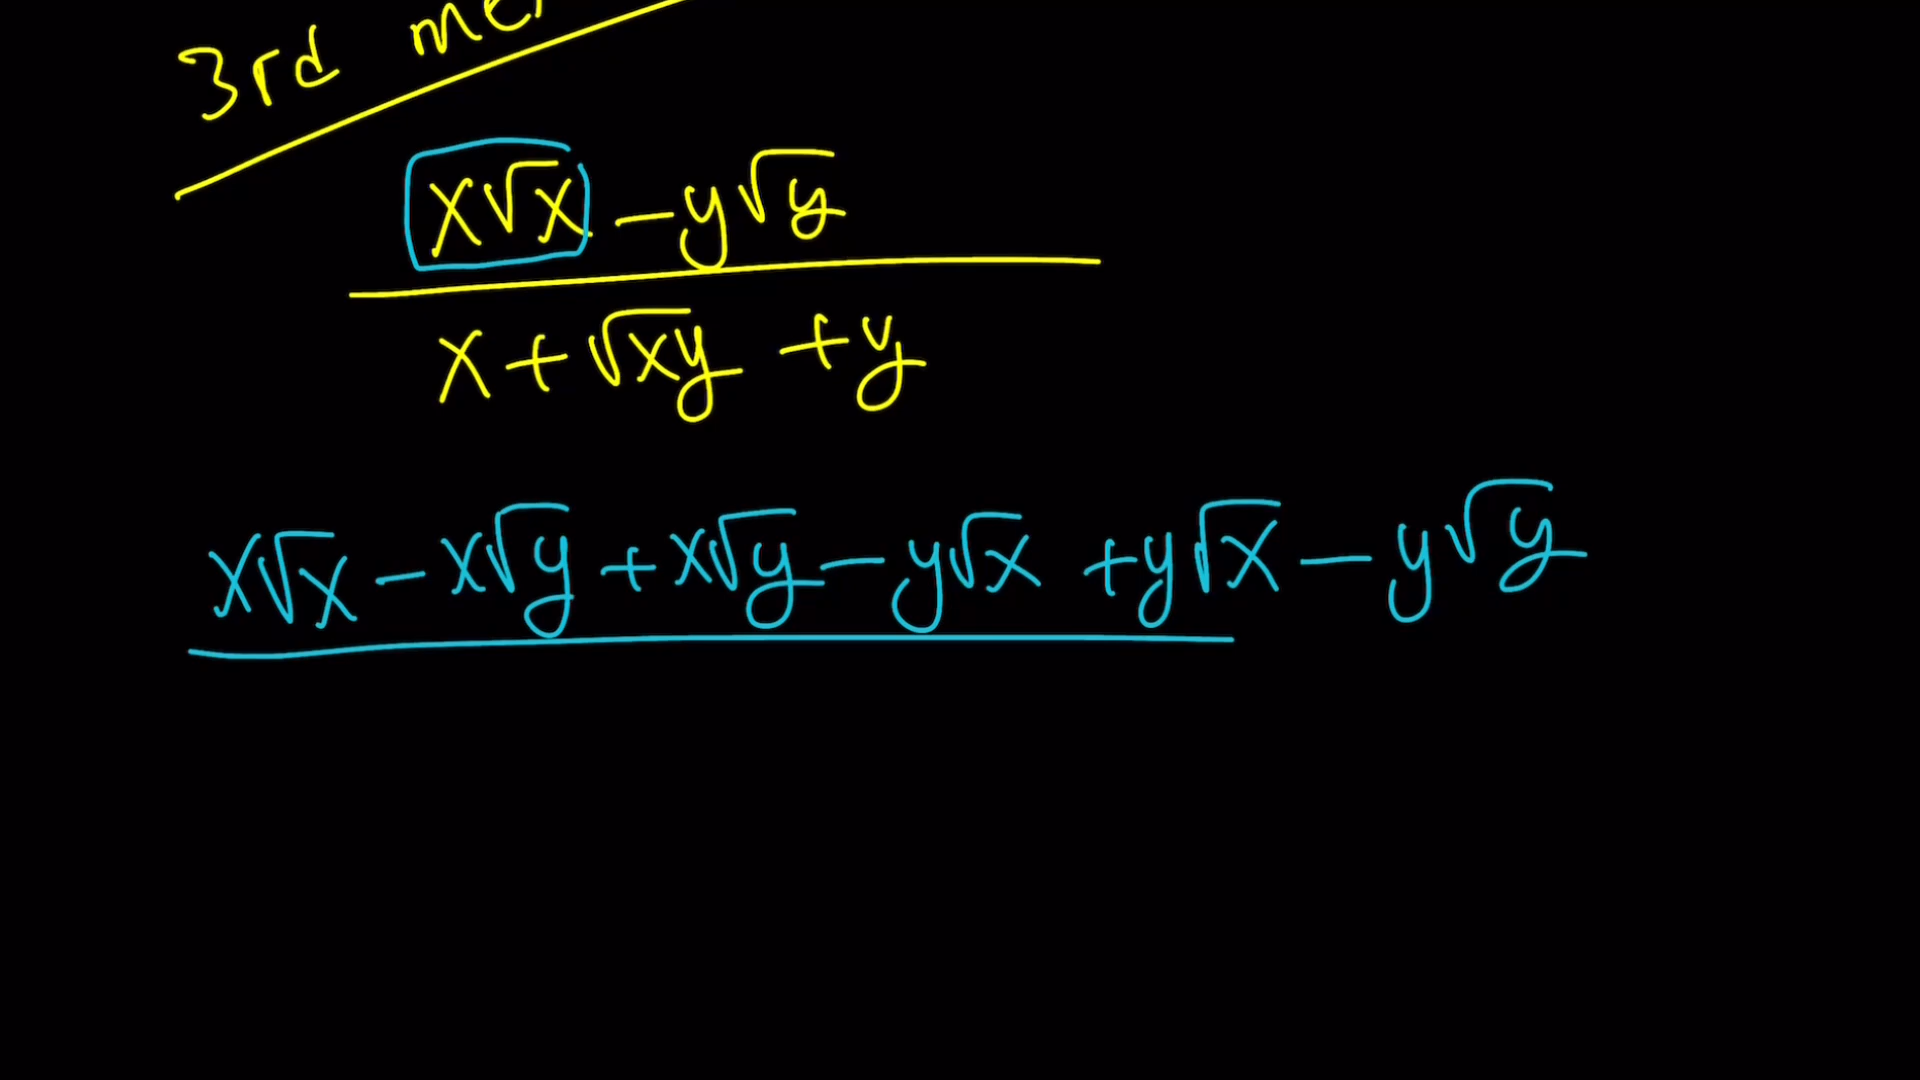 3rd
x√x − y√y
x + √xy + y
x√x − x√y + x√y − y√x + y√x − y√y